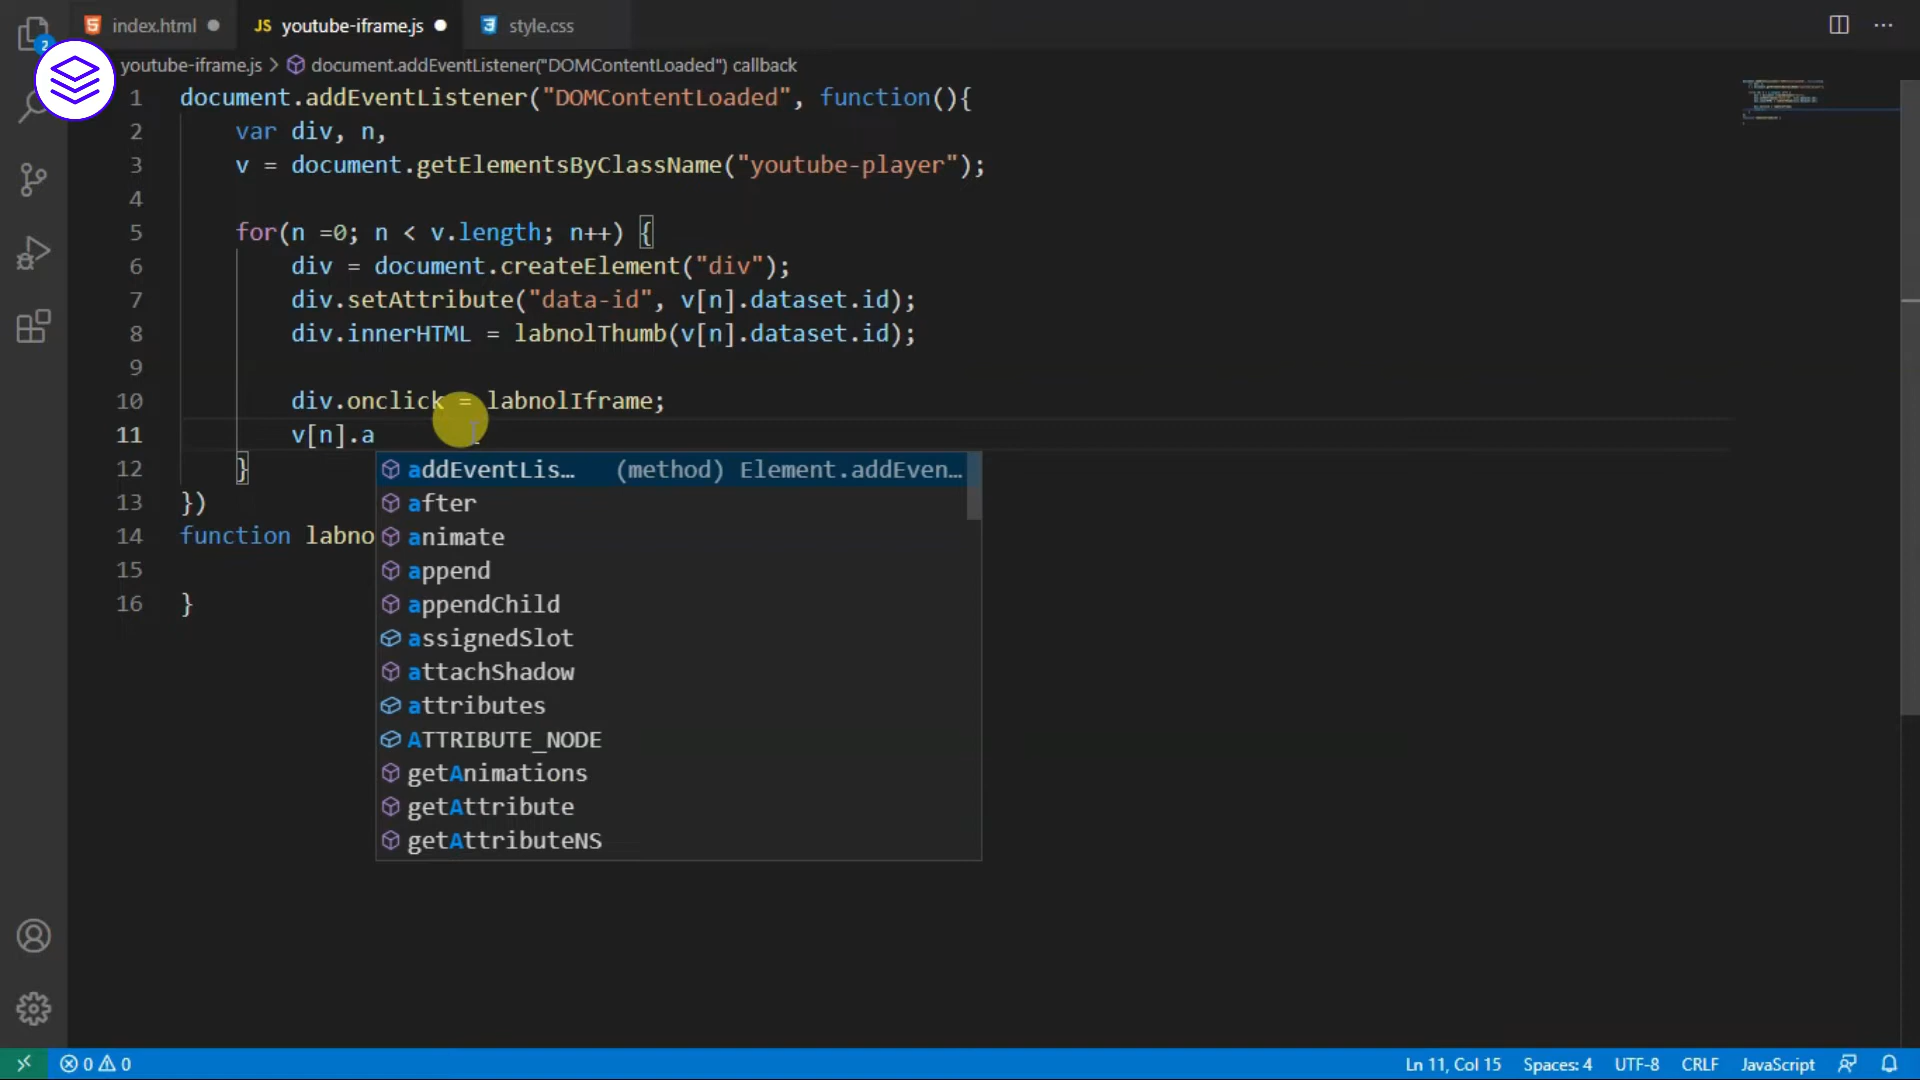 index.html
JS youtube-iframe.js
style.css
2
youtube-iframe.js > document.addEventListener("DOMContentLoaded") callback
1 document.addEventListener("DOMContentLoaded", function(){
2 var div, n,
3 v = document.getElementsByClassName("youtube-player");
4
5 for(n =0; n < v.length; n++) {
6 div = document.createElement("div");
7 div.setAttribute("data-id", v[n].dataset.id);
8 div.innerHTML = labnolThumb(v[n].dataset.id);
9
10 div.onclick = labnolIframe;
11 v[n].a
12 }
addEventLis… (method) Element.addEven…
13 })
after
14 function labno
animate
15
append
16 }
appendChild
assignedSlot
attachShadow
attributes
ATTRIBUTE_NODE
getAnimations
getAttribute
getAttributeNS
0 0
Ln 11, Col 15 Spaces: 4 UTF-8 CRLF JavaScript